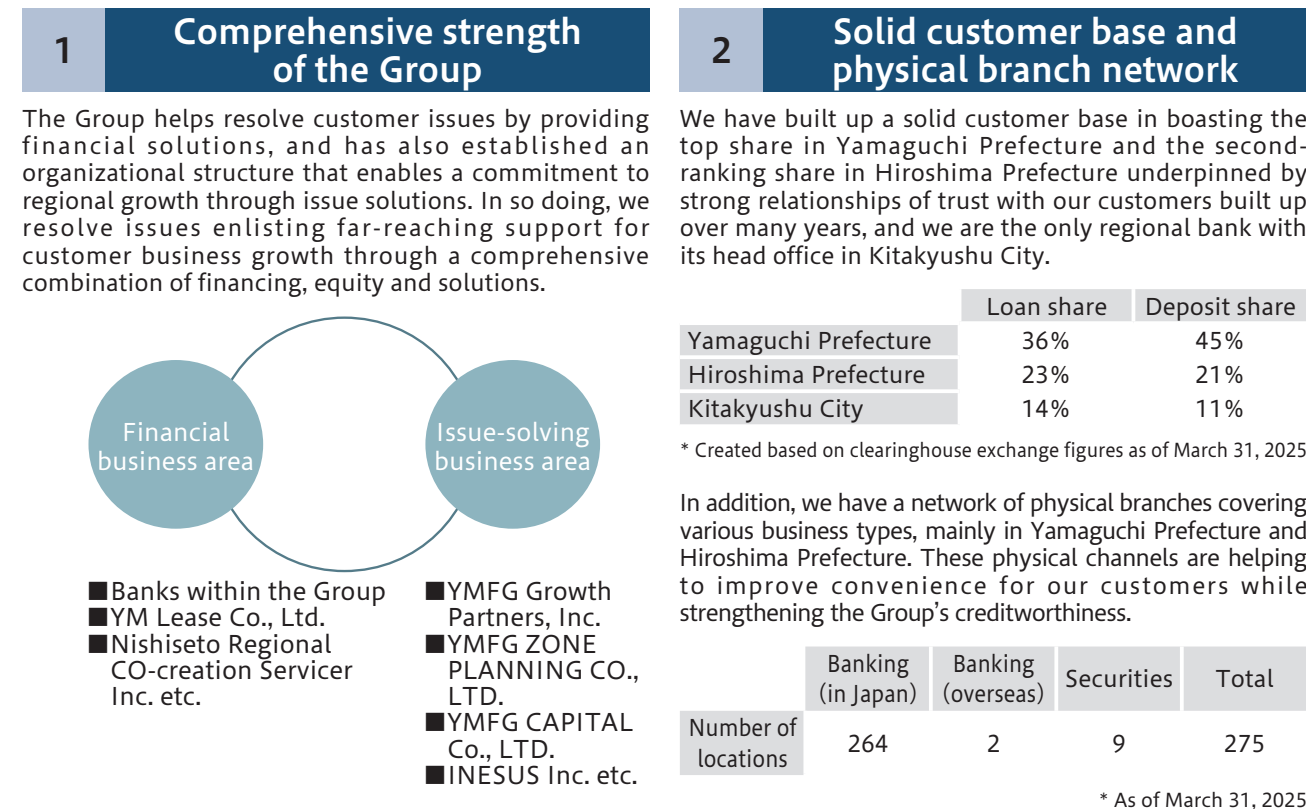 1
Comprehensive strength
of the Group
The Group helps resolve customer issues by providing
financial solutions, and has also established an
organizational structure that enables a commitment to
regional growth through issue solutions. In so doing, we
resolve issues enlisting far-reaching support for
customer business growth through a comprehensive
combination of financing, equity and solutions.
Financial
business area
Issue-solving
business area
■Banks within the Group
■YM Lease Co., Ltd.
■Nishiseto Regional
CO-creation Servicer
Inc. etc.
■YMFG Growth
Partners, Inc.
■YMFG ZONE
PLANNING CO.,
LTD.
■YMFG CAPITAL
Co., LTD.
■INESUS Inc. etc.
2
Solid customer base and
physical branch network
We have built up a solid customer base in boasting the
top share in Yamaguchi Prefecture and the second-
ranking share in Hiroshima Prefecture underpinned by
strong relationships of trust with our customers built up
over many years, and we are the only regional bank with
its head office in Kitakyushu City.
Loan share Deposit share
Yamaguchi Prefecture 36% 45%
Hiroshima Prefecture 23% 21%
Kitakyushu City 14% 11%
* Created based on clearinghouse exchange figures as of March 31, 2025
In addition, we have a network of physical branches covering
various business types, mainly in Yamaguchi Prefecture and
Hiroshima Prefecture. These physical channels are helping
to improve convenience for our customers while
strengthening the Group's creditworthiness.
Banking
(in Japan)
Banking
(overseas)
Securities
Total
Number of
locations
264 2 9 275
* As of March 31, 2025